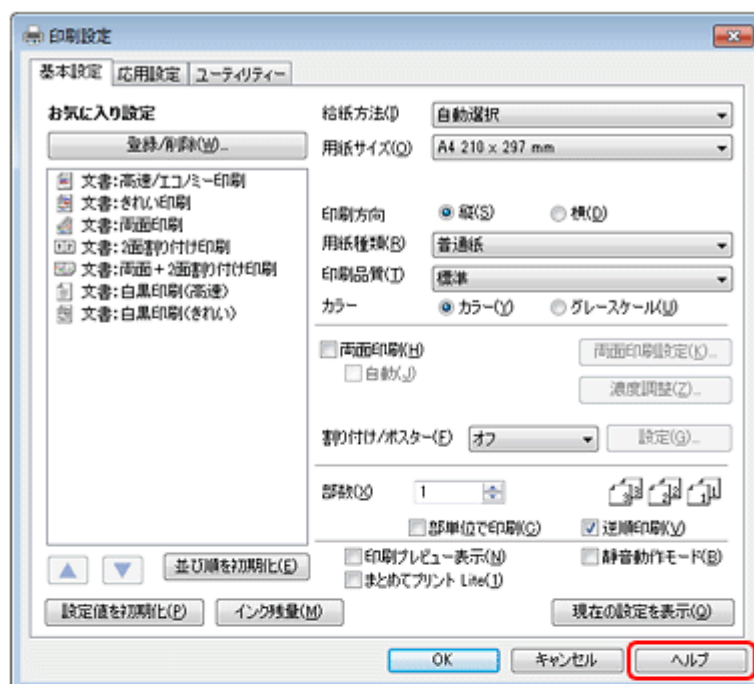 印刷設定
基本設定 応用設定 ユーティリティー
お気に入り設定
登録/削除(W)...
文書:高速/エコノミー印刷
文書:きれい印刷
文書:両面印刷
文書:2面割り付け印刷
文書:両面+2面割り付け印刷
文書:白黒印刷(高速)
文書:白黒印刷(きれい)
並び順を初期化(E)
給紙方法(I) 自動選択
用紙サイズ(O) A4 210 x 297 mm
印刷方向 縦(S) 横(D)
用紙種類(R) 普通紙
印刷品質(T) 標準
カラー カラー(Y) グレースケール(U)
両面印刷(H) 両面印刷設定(K)...
自動(J)
濃度調整(Z)...
割り付け/ポスター(F) オフ 設定(G)...
部数(X) 1
部単位で印刷(C) 逆順印刷(V)
印刷プレビュー表示(N) 静音動作モード(B)
まとめてプリント Lite(1)
設定値を初期化(P) インク残量(M) 現在の設定を表示(Q)
OK キャンセル ヘルプ